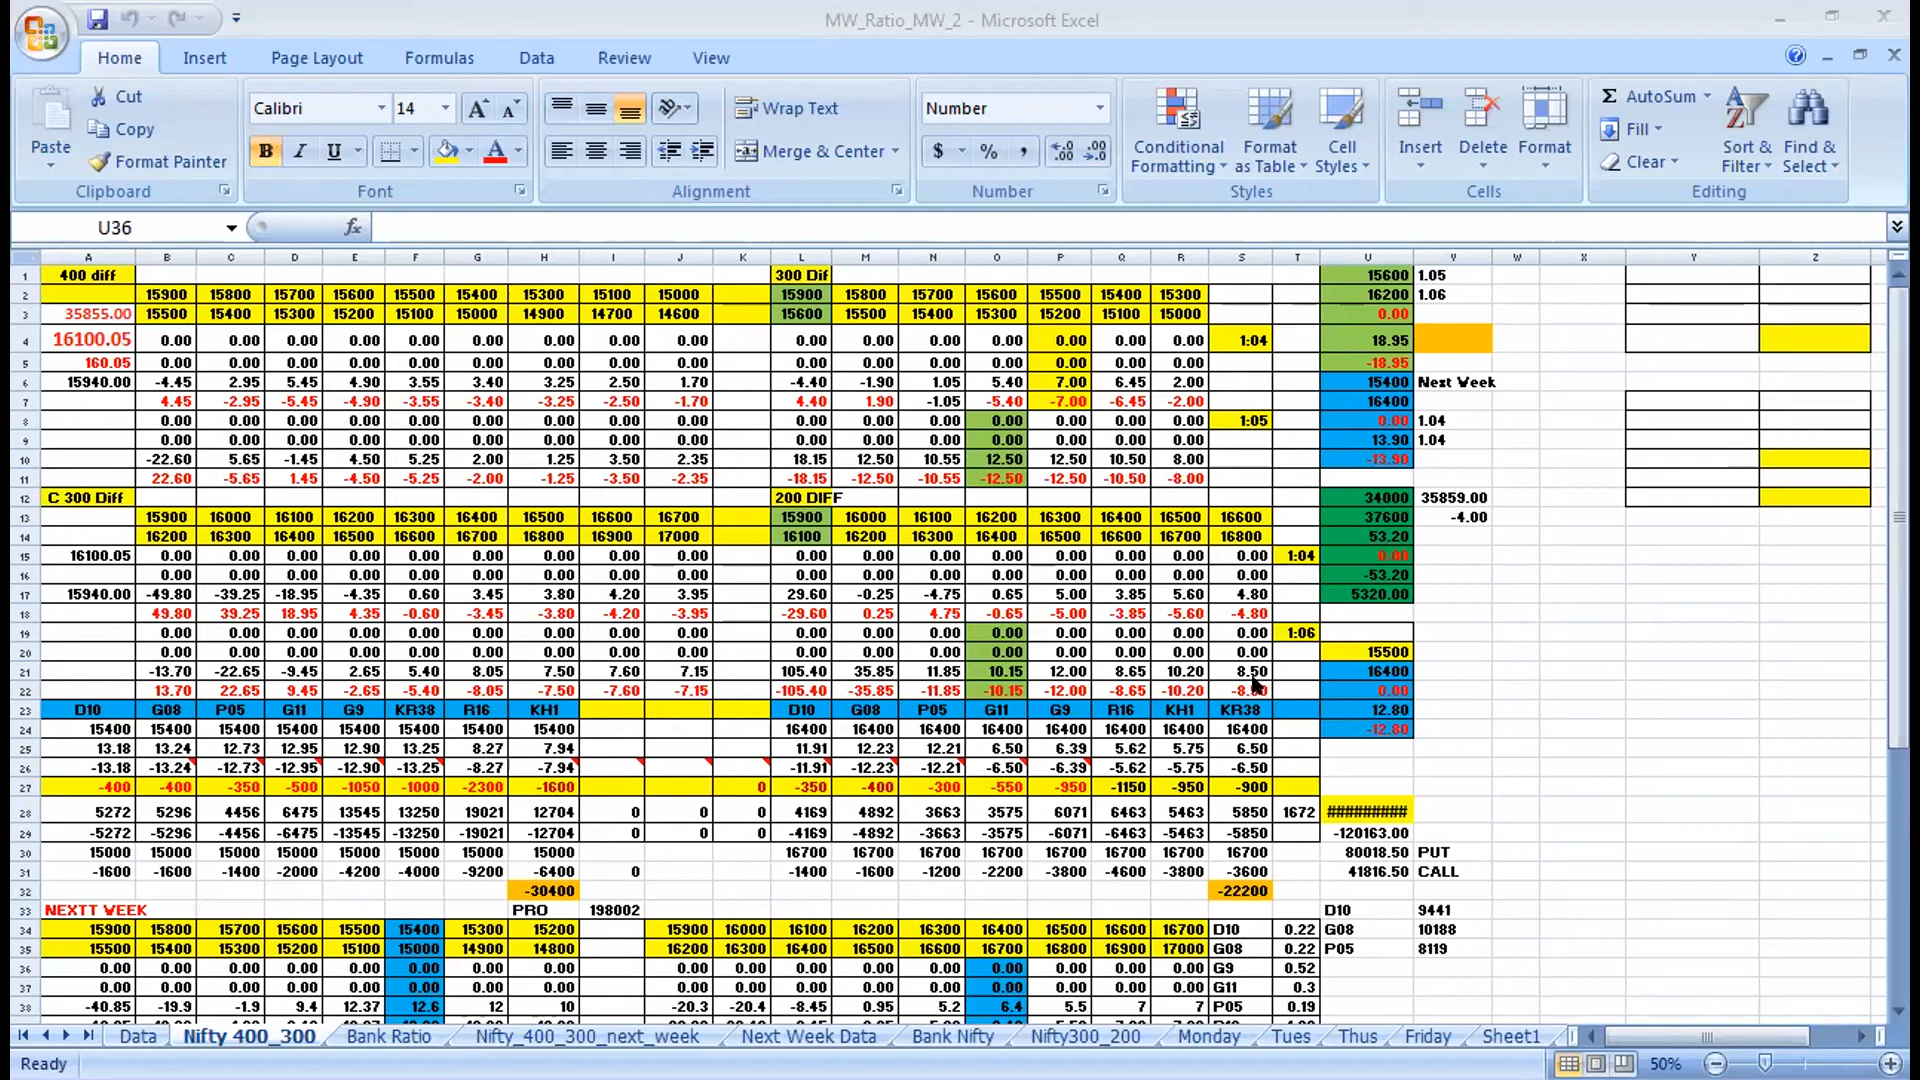 MW_Ratio_MW_2 - Microsoft Excel
Home Insert Page Layout Formulas Data Review View
Paste Cut Copy Format Painter
Calibri 14
B I U A
Wrap Text
Merge & Center
Number
$ % ,
Conditional Formatting Format as Table Cell Styles
Insert Delete Format
Σ AutoSum Fill Clear
Sort & Filter Find & Select
Clipboard Font Alignment Number Styles Cells Editing
U36 fx
A B C D E F G H I J K L M N O P Q R S T U V W X Y Z
1 400 diff 300 Dif 15600 1.05
2 15900 15800 15700 15600 15500 15400 15300 15100 15000 15900 15800 15700 15600 15500 15400 15300 16200 1.06
3 35855.00 15500 15400 15300 15200 15100 15000 14900 14700 14600 15600 15500 15400 15300 15200 15100 15000 0.00
4 16100.05 0.00 0.00 0.00 0.00 0.00 0.00 0.00 0.00 0.00 0.00 0.00 0.00 0.00 0.00 0.00 0.00 1:04 18.95
5 160.05 0.00 0.00 0.00 0.00 0.00 0.00 0.00 0.00 0.00 0.00 0.00 0.00 0.00 0.00 0.00 0.00 -18.95
6 15940.00 -4.45 2.95 5.45 4.90 3.55 3.40 3.25 2.50 1.70 -4.40 -1.90 1.05 5.40 7.00 6.45 2.00 15400 Next Week
7 4.45 -2.95 -5.45 -4.90 -3.55 -3.40 -3.25 -2.50 -1.70 4.40 1.90 -1.05 -5.40 -7.00 -6.45 -2.00 16400
8 0.00 0.00 0.00 0.00 0.00 0.00 0.00 0.00 0.00 0.00 0.00 0.00 0.00 0.00 0.00 0.00 1:05 0.00 1.04
9 0.00 0.00 0.00 0.00 0.00 0.00 0.00 0.00 0.00 0.00 0.00 0.00 0.00 0.00 0.00 0.00 13.90 1.04
10 -22.60 5.65 -1.45 4.50 5.25 2.00 1.25 3.50 2.35 18.15 12.50 10.55 12.50 12.50 10.50 8.00 -13.90
11 22.60 -5.65 1.45 -4.50 -5.25 -2.00 -1.25 -3.50 -2.35 -18.15 -12.50 -10.55 -12.50 -12.50 -10.50 -8.00
12 C 300 Diff 200 DIFF 34000 35859.00
13 15900 16000 16100 16200 16300 16400 16500 16600 16700 15900 16000 16100 16200 16300 16400 16500 16600 37600 -4.00
14 16200 16300 16400 16500 16600 16700 16800 16900 17000 16100 16200 16300 16400 16500 16600 16700 16800 53.20
15 16100.05 0.00 0.00 0.00 0.00 0.00 0.00 0.00 0.00 0.00 0.00 0.00 0.00 0.00 0.00 0.00 0.00 0.00 1:04 0.00
16 0.00 0.00 0.00 0.00 0.00 0.00 0.00 0.00 0.00 0.00 0.00 0.00 0.00 0.00 0.00 0.00 0.00 -53.20
17 15940.00 -49.80 -39.25 -18.95 -4.35 0.60 3.45 3.80 4.20 3.95 29.60 -0.25 -4.75 0.65 5.00 3.85 5.60 4.80 5320.00
18 49.80 39.25 18.95 4.35 -0.60 -3.45 -3.80 -4.20 -3.95 -29.60 0.25 4.75 -0.65 -5.00 -3.85 -5.60 -4.80
19 0.00 0.00 0.00 0.00 0.00 0.00 0.00 0.00 0.00 0.00 0.00 0.00 0.00 0.00 0.00 0.00 0.00 1:06
20 0.00 0.00 0.00 0.00 0.00 0.00 0.00 0.00 0.00 0.00 0.00 0.00 0.00 0.00 0.00 0.00 0.00 15500
21 -13.70 -22.65 -9.45 2.65 5.40 8.05 7.50 7.60 7.15 105.40 35.85 11.85 10.15 12.00 8.65 10.20 8.50 16400
22 13.70 22.65 9.45 -2.65 -5.40 -8.05 -7.50 -7.60 -7.15 -105.40 -35.85 -11.85 -10.15 -12.00 -8.65 -10.20 0.00
23 D10 G08 P05 G11 G9 KR38 R16 KH1 D10 G08 P05 G11 G9 R16 KH1 KR38 12.80
24 15400 15400 15400 15400 15400 15400 15400 15400 16400 16400 16400 16400 16400 16400 16400 16400 -12.80
25 13.18 13.24 12.73 12.95 12.90 13.25 8.27 7.94 11.91 12.23 12.21 6.50 6.39 5.62 5.75 6.50
26 -13.18 -13.24 -12.73 -12.95 -12.90 -13.25 -8.27 -7.94 -11.91 -12.23 -12.21 -6.50 -6.39 -5.62 -5.75 -6.50
27 -400 -400 -350 -500 -1050 -1000 -2300 -1600 0 -350 -400 -300 -550 -950 -1150 -950 -900
28 5272 5296 4456 6475 13545 13250 19021 12704 0 0 0 4169 4892 3663 3575 6071 6463 5463 5850 1672 #########
29 -5272 -5296 -4456 -6475 -13545 -13250 -19021 -12704 0 0 0 -4169 -4892 -3663 -3575 -6071 -6463 -5463 -5850 -120163.00
30 15000 15000 15000 15000 15000 15000 15000 15000 16700 16700 16700 16700 16700 16700 16700 16700 80018.50 PUT
31 -1600 -1600 -1400 -2000 -4200 -4000 -9200 -6400 0 -1400 -1600 -1200 -2200 -3800 -4600 -3800 -3600 41816.50 CALL
32 -30400 -22200
33 NEXTT WEEK PRO 198002 D10 9441
34 15900 15800 15700 15600 15500 15400 15300 15200 15900 16000 16100 16200 16300 16400 16500 16600 16700 D10 0.22 G08 10188
35 15500 15400 15300 15200 15100 15000 14900 14800 16200 16300 16400 16500 16600 16700 16800 16900 17000 G08 0.22 P05 8119
36 0.00 0.00 0.00 0.00 0.00 0.00 0.00 0.00 0.00 0.00 0.00 0.00 0.00 0.00 0.00 0.00 0.00 G9 0.52
37 0.00 0.00 0.00 0.00 0.00 0.00 0.00 0.00 0.00 0.00 0.00 0.00 0.00 0.00 0.00 0.00 0.00 G11 0.3
38 -40.85 -19.9 -1.9 9.4 12.37 12.6 12 10 -20.3 -20.4 -8.45 0.95 5.2 6.4 5.5 7 7 P05 0.19
Data Nifty 400_300 Bank Ratio Nifty_400_300_next_week Next Week Data Bank Nifty Nifty300_200 Monday Tues Thus Friday Sheet1
Ready 50%